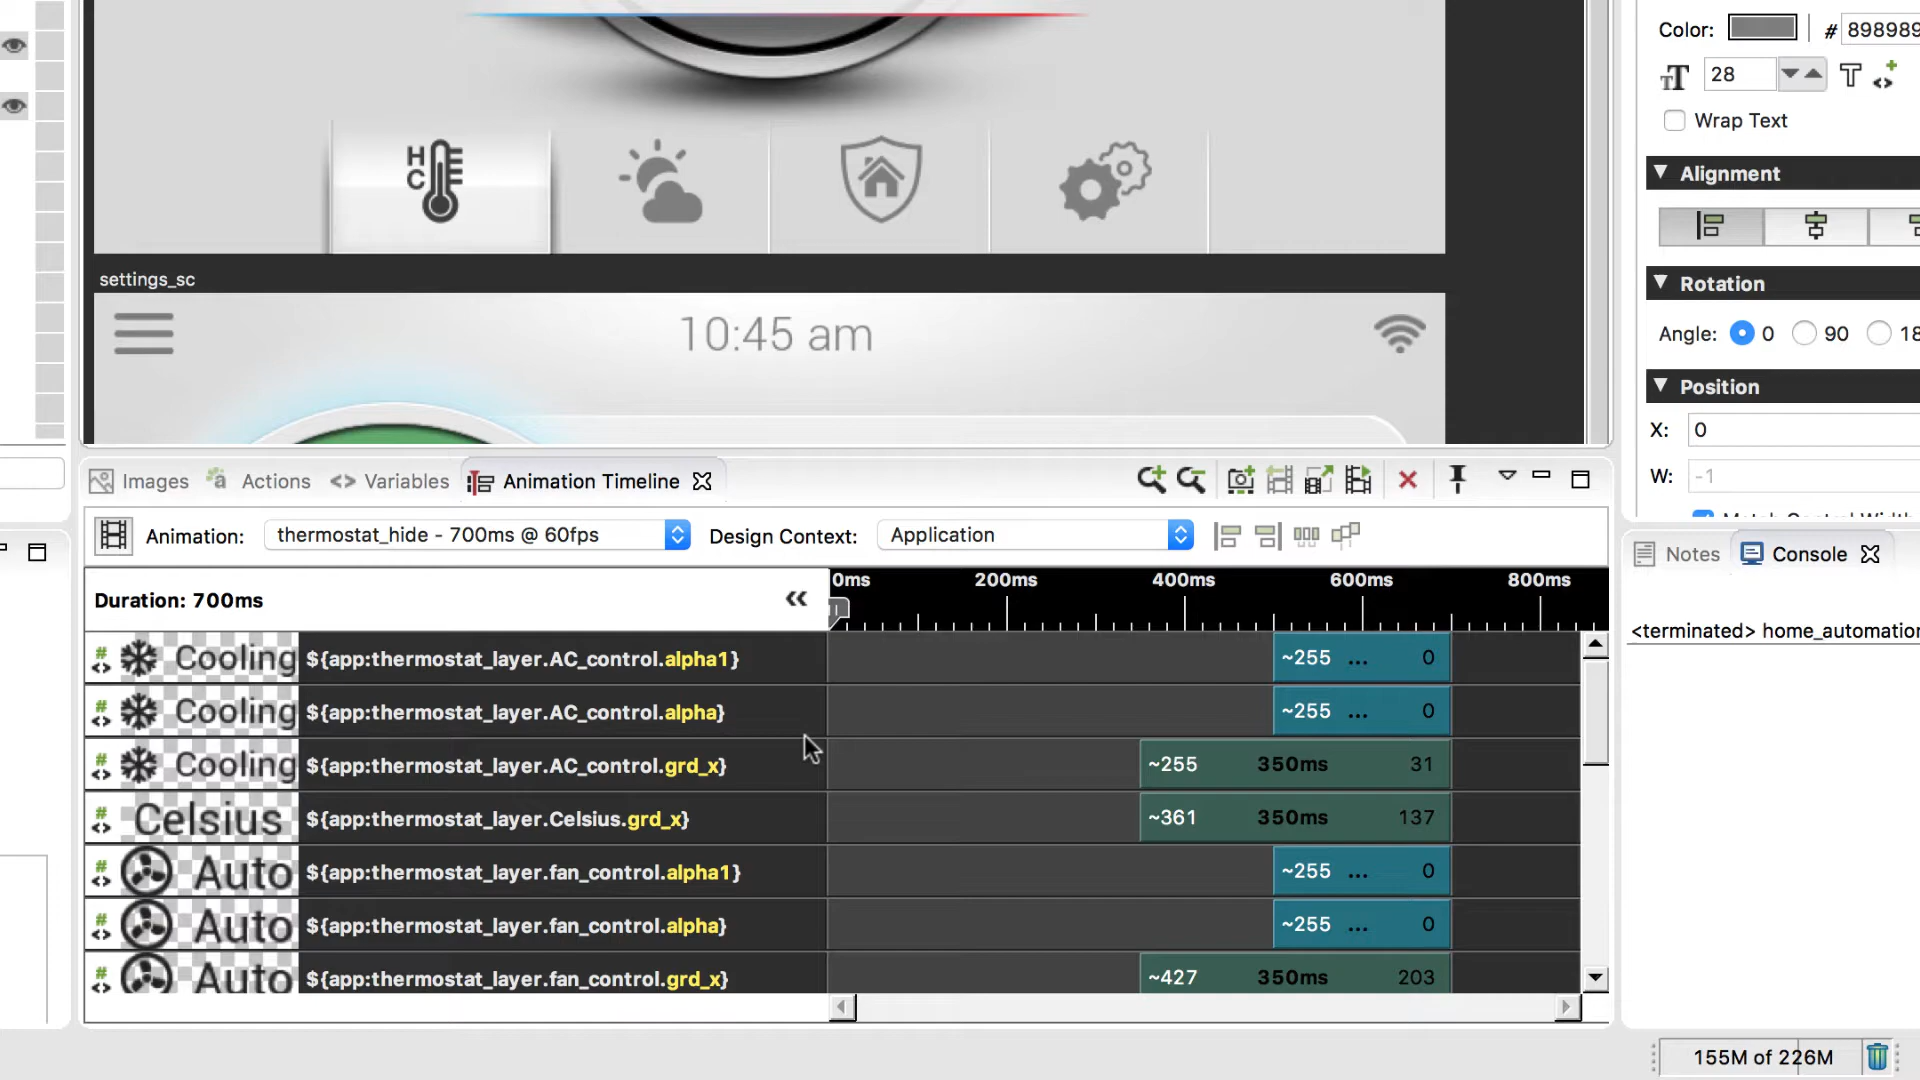 Color: # 898989
28
Wrap Text
H
C
Alignment
settings_sc
Rotation
10:45 am
Angle: 0 90 18
Position
X: 0
W: -1
Images Actions <> Variables Animation Timeline
Animation: thermostat_hide - 700ms @ 60fps Design Context: Application
Notes Console
Duration: 700ms
0ms 200ms 400ms 600ms 800ms
<terminated> home_automation
Cooling ${app:thermostat_layer.AC_control.alpha1} ~255 ... 0
Cooling ${app:thermostat_layer.AC_control.alpha} ~255 ... 0
Cooling ${app:thermostat_layer.AC_control.grd_x} ~255 350ms 31
Celsius ${app:thermostat_layer.Celsius.grd_x} ~361 350ms 137
Auto ${app:thermostat_layer.fan_control.alpha1} ~255 ... 0
Auto ${app:thermostat_layer.fan_control.alpha} ~255 ... 0
Auto ${app:thermostat_layer.fan_control.grd_x} ~427 350ms 203
155M of 226M